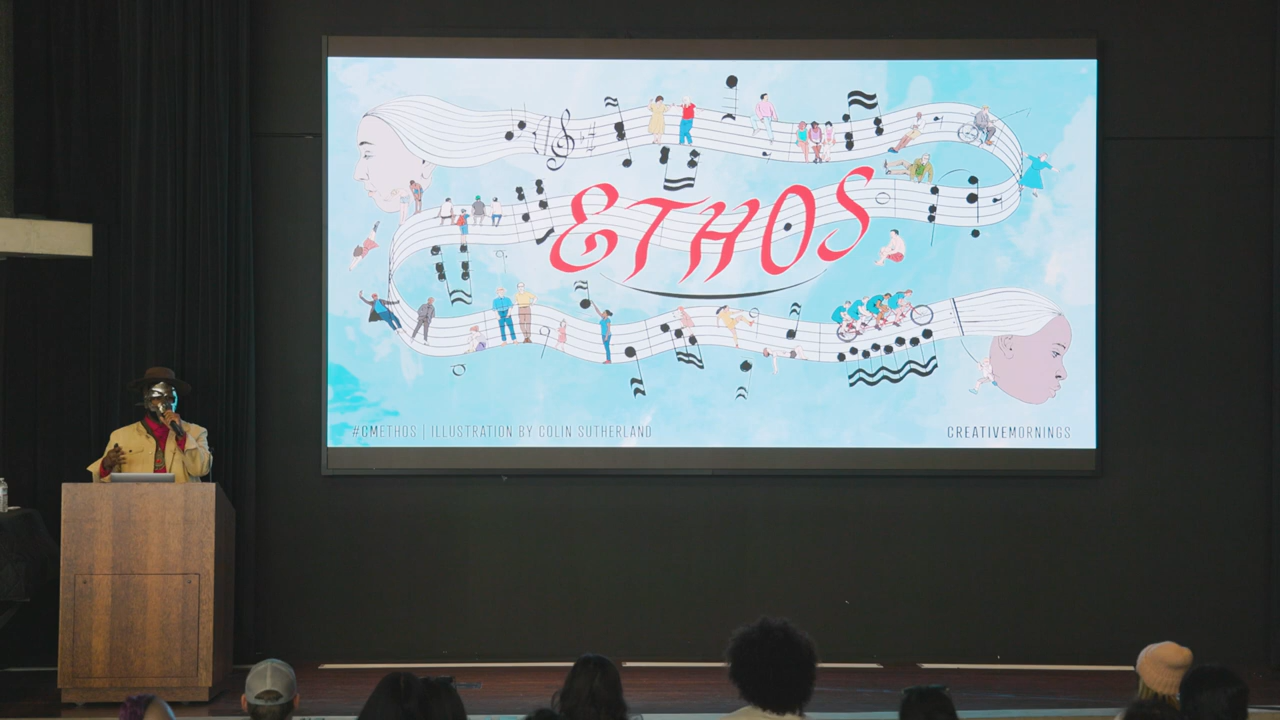 ETHOS
#CMETHOS | ILLUSTRATION BY COLIN SUTHERLAND
CREATIVEMORNINGS